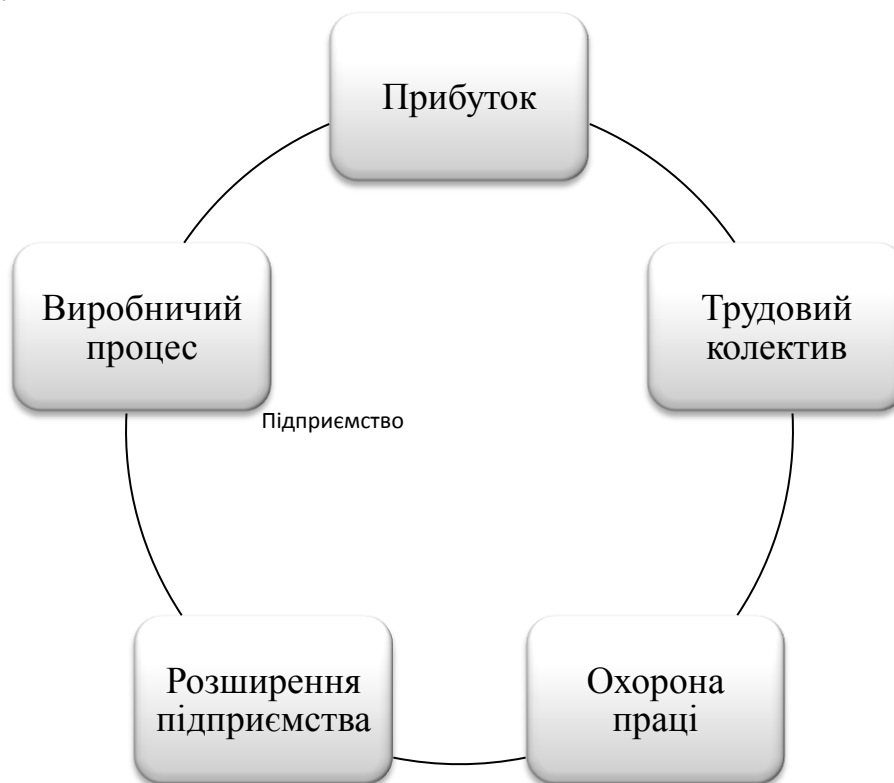 Прибуток
Виробничий
процес
Трудовий
колектив
Підприємство
Розширення
підприємства
Охорона
праці